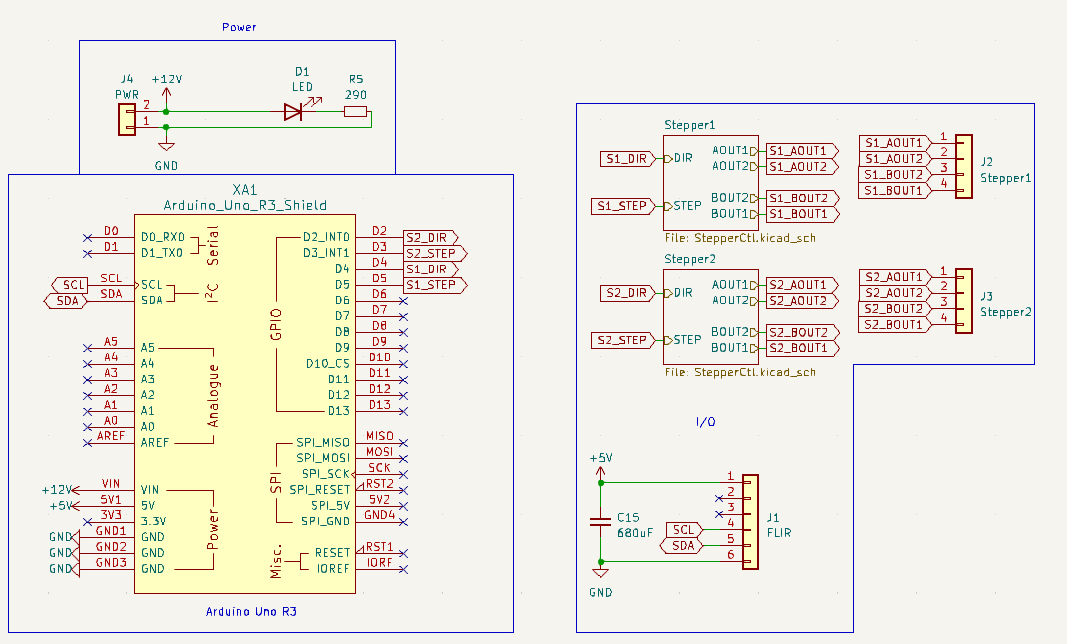 Power
J4
PWR
+12V
2
1
GND
D1
LED
R5
290
XA1
Arduino_Uno_R3_Shield
D0 D0_RX0
D1 D1_TX0
Serial
SCL SCL SCL
SDA SDA SDA
I²C
A5 A5
A4 A4
A3 A3
A2 A2
A1 A1
A0 A0
AREF AREF
Analogue
+12V VIN VIN
+5V 5V1 5V
3V3 3.3V
GND GND1 GND
GND GND2 GND
GND GND3 GND
Power
D2_INT0 D2 S2_DIR
D3_INT1 D3 S2_STEP
D4 D4 S1_DIR
D5 D5 S1_STEP
D6 D6
D7 D7
D8 D8
D9 D9
D10_CS D10
D11 D11
D12 D12
D13 D13
GPIO
SPI_MISO MISO
SPI_MOSI MOSI
SPI_SCK SCK
SPI_RESET RST2
SPI_5V 5V2
SPI_GND GND4
SPI
RESET RST1
IOREF IORF
Misc.
Arduino Uno R3
Stepper1
S1_DIR DIR
S1_STEP STEP
AOUT1 S1_AOUT1
AOUT2 S1_AOUT2
BOUT2 S1_BOUT2
BOUT1 S1_BOUT1
File: StepperCtl.kicad_sch
S1_AOUT1 1
S1_AOUT2 2
S1_BOUT2 3
S1_BOUT1 4
J2
Stepper1
Stepper2
S2_DIR DIR
S2_STEP STEP
AOUT1 S2_AOUT1
AOUT2 S2_AOUT2
BOUT2 S2_BOUT2
BOUT1 S2_BOUT1
File: StepperCtl.kicad_sch
S2_AOUT1 1
S2_AOUT2 2
S2_BOUT2 3
S2_BOUT1 4
J3
Stepper2
I/O
+5V
C15
680uF
GND
1
2
3
SCL 4
SDA 5
6
J1
FLIR